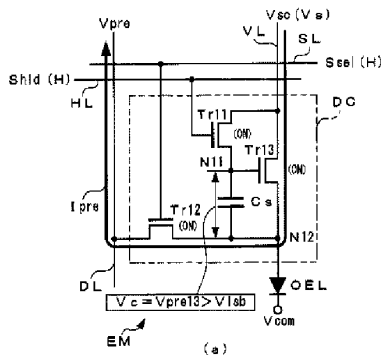 Vpre
Vsc (Vs)
VL
SL
Shld (H)
Ssel (H)
HL
DC
Tr11
(ON)
Tr13
N11
(ON)
Ipre
Cs
Tr12
(ON)
N12
DL
OEL
Vc=Vpre13>Vlsb
Vcom
EM
(a)